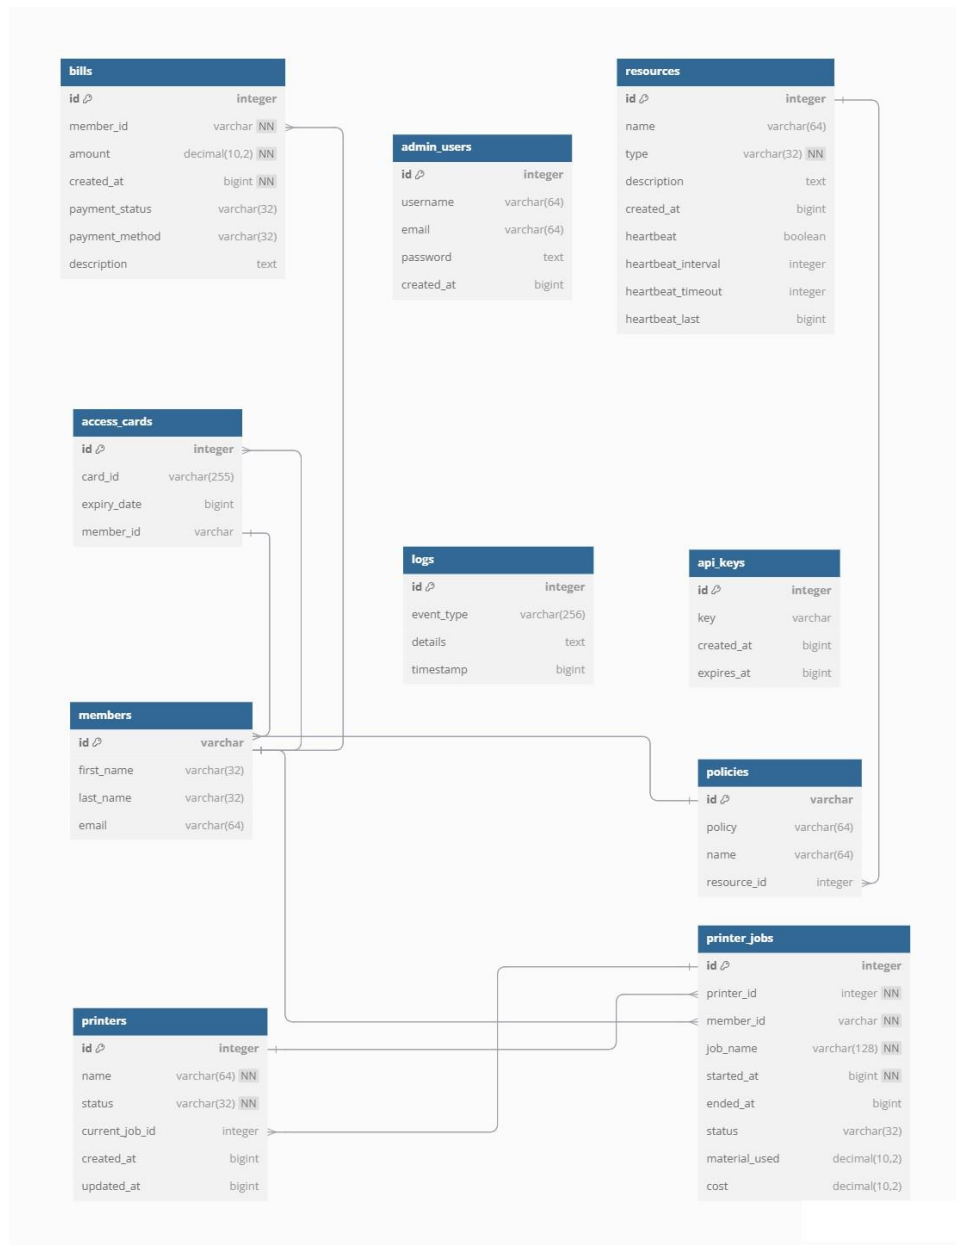 bills
id integer
member_id varchar NN
amount decimal(10,2) NN
created_at bigint NN
payment_status varchar(32)
payment_method varchar(32)
description text
admin_users
id integer
username varchar(64)
email varchar(64)
password text
created_at bigint
resources
id integer
name varchar(64)
type varchar(32) NN
description text
created_at bigint
heartbeat boolean
heartbeat_interval integer
heartbeat_timeout integer
heartbeat_last bigint
access_cards
id integer
card_id varchar(255)
expiry_date bigint
member_id varchar
logs
id integer
event_type varchar(256)
details text
timestamp bigint
api_keys
id integer
key varchar
created_at bigint
expires_at bigint
members
id varchar
first_name varchar(32)
last_name varchar(32)
email varchar(64)
policies
id varchar
policy varchar(64)
name varchar(64)
resource_id integer
printers
id integer
name varchar(64) NN
status varchar(32) NN
current_job_id integer
created_at bigint
updated_at bigint
printer_jobs
id integer
printer_id integer NN
member_id varchar NN
job_name varchar(128) NN
started_at bigint NN
ended_at bigint
status varchar(32)
material_used decimal(10,2)
cost decimal(10,2)